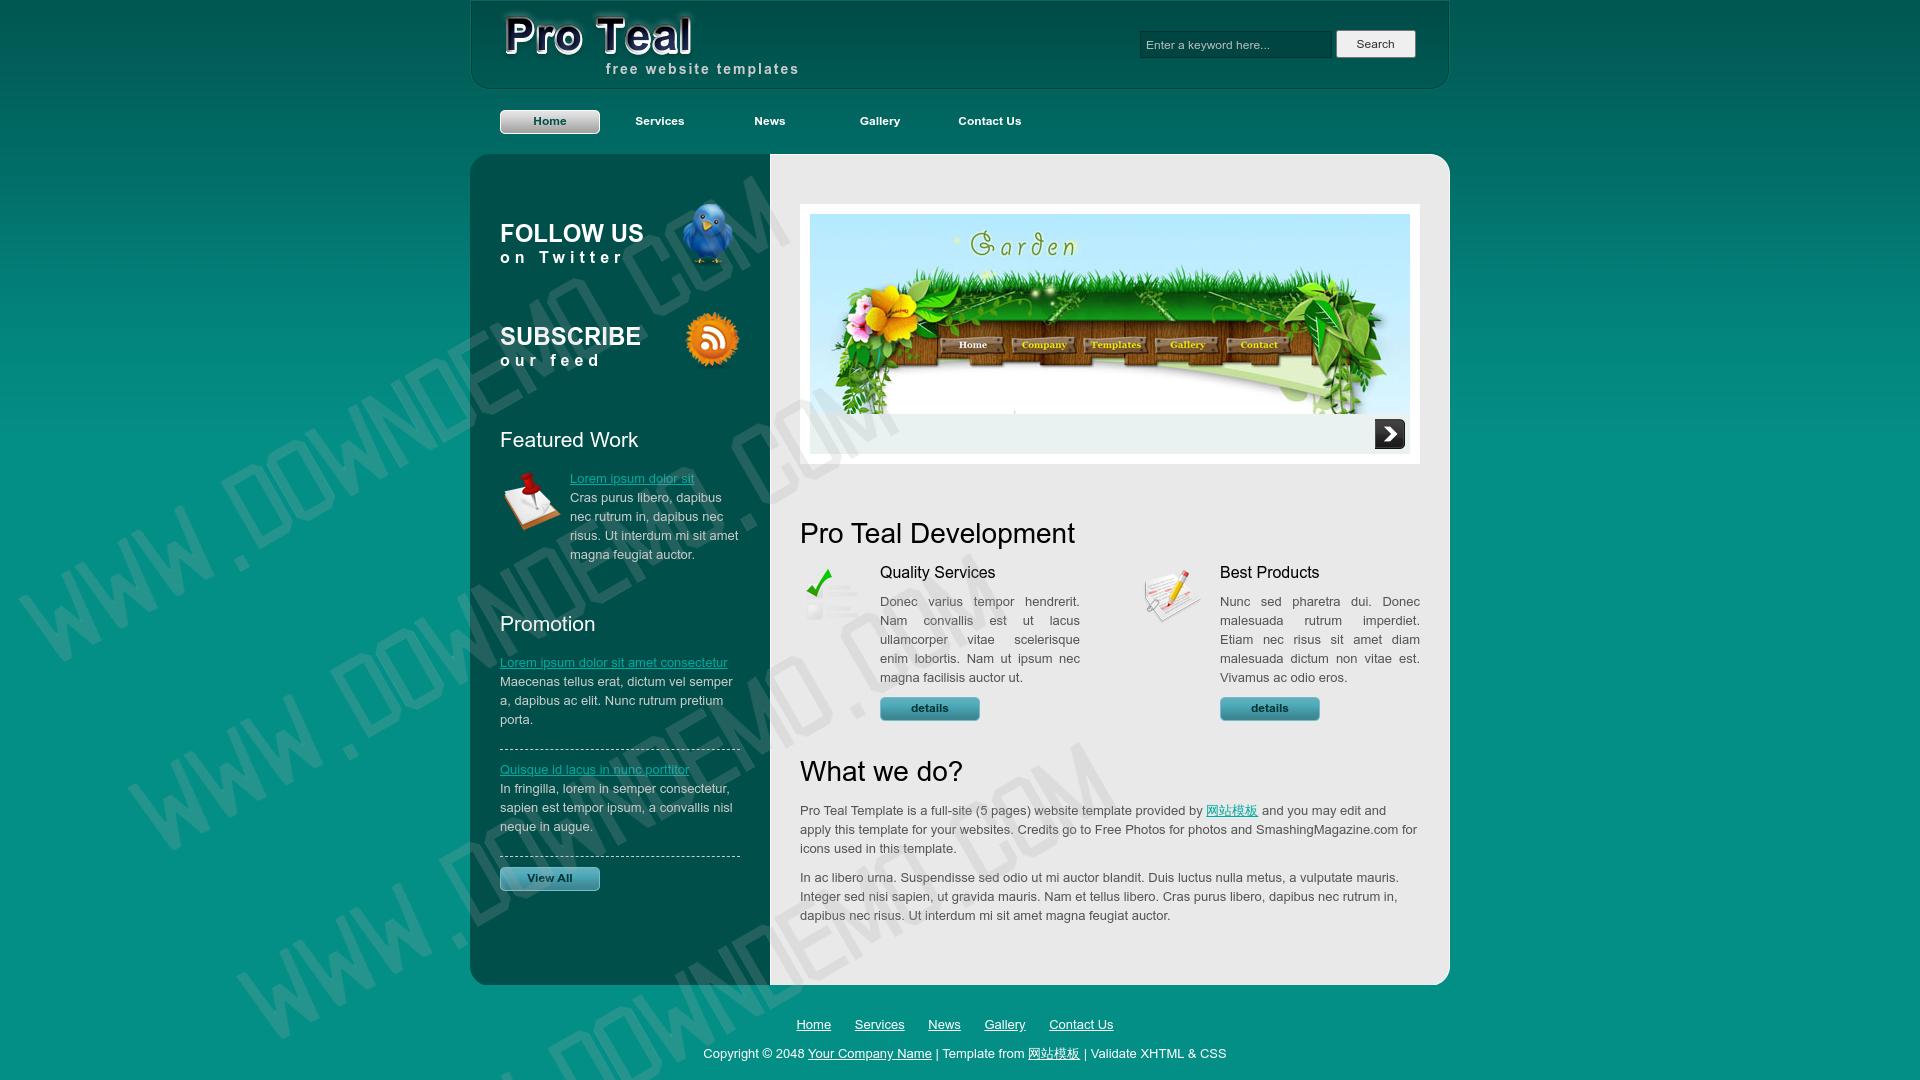 Pro Teal
free website templates
Enter a keyword here...
Search
Home
Services
News
Gallery
Contact Us
FOLLOW US
on Twitter
SUBSCRIBE
our feed
Featured Work
Lorem ipsum dolor sit
Cras purus libero, dapibus
nec rutrum in, dapibus nec
risus. Ut interdum mi sit amet
magna feugiat auctor.
Promotion
Lorem ipsum dolor sit amet consectetur
Maecenas tellus erat, dictum vel semper
a, dapibus ac elit. Nunc rutrum pretium
porta.
Quisque id lacus in nunc porttitor
In fringilla, lorem in semper consectetur,
sapien est tempor ipsum, a convallis nisl
neque in augue.
View All
Garden
Home
Company
Templates
Gallery
Contact
Pro Teal Development
Quality Services
Donec varius tempor hendrerit.
Nam convallis est ut lacus
ullamcorper vitae scelerisque
enim lobortis. Nam ut ipsum nec
magna facilisis auctor ut.
details
Best Products
Nunc sed pharetra dui. Donec
malesuada rutrum imperdiet.
Etiam nec risus sit amet diam
malesuada dictum non vitae est.
Vivamus ac odio eros.
details
What we do?
Pro Teal Template is a full-site (5 pages) website template provided by 网站模板 and you may edit and
apply this template for your websites. Credits go to Free Photos for photos and SmashingMagazine.com for
icons used in this template.
In ac libero urna. Suspendisse sed odio ut mi auctor blandit. Duis luctus nulla metus, a vulputate mauris.
Integer sed nisi sapien, ut gravida mauris. Nam et tellus libero. Cras purus libero, dapibus nec rutrum in,
dapibus nec risus. Ut interdum mi sit amet magna feugiat auctor.
Home
Services
News
Gallery
Contact Us
Copyright © 2048 Your Company Name | Template from 网站模板 | Validate XHTML & CSS
WWW.DOWNDEMO.COM
WWW.DOWNDEMO.COM
WWW.DOWNDEMO.COM
DOWNDEMO.COM